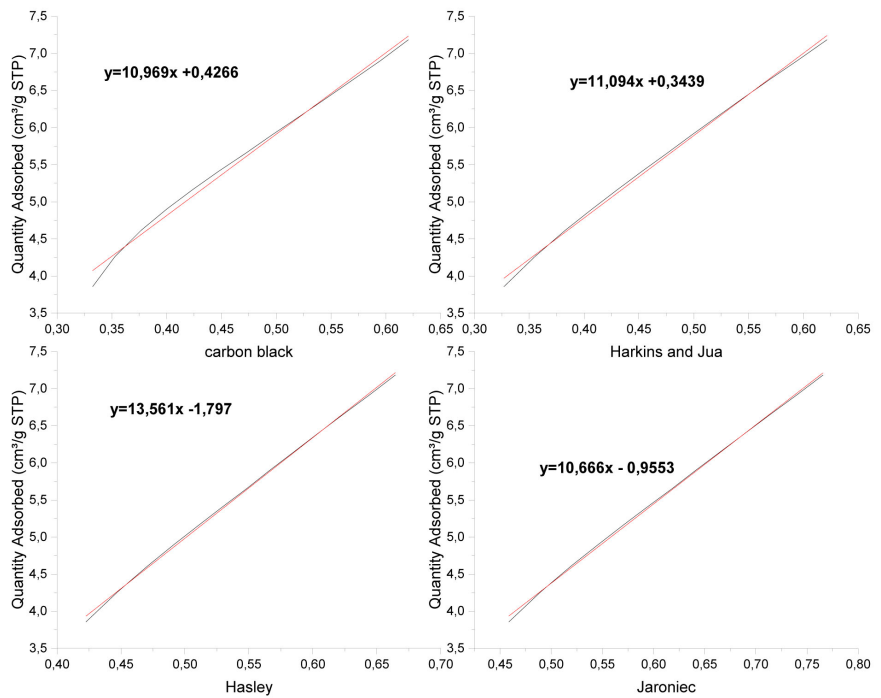 7,5
7,0
6,5
6,0
5,5
5,0
4,5
4,0
3,5
Quantity Adsorbed (cm³/g STP)
y=10,969x +0,4266
0,30 0,35 0,40 0,45 0,50 0,55 0,60 0,65
carbon black
7,5
7,0
6,5
6,0
5,5
5,0
4,5
4,0
3,5
Quantity Adsorbed (cm³/g STP)
y=11,094x +0,3439
0,30 0,35 0,40 0,45 0,50 0,55 0,60 0,65
Harkins and Jua
7,5
7,0
6,5
6,0
5,5
5,0
4,5
4,0
3,5
Quantity Adsorbed (cm³/g STP)
y=13,561x -1,797
0,40 0,45 0,50 0,55 0,60 0,65 0,70
Hasley
7,5
7,0
6,5
6,0
5,5
5,0
4,5
4,0
3,5
Quantity Adsorbed (cm³/g STP)
y=10,666x - 0,9553
0,45 0,50 0,55 0,60 0,65 0,70 0,75 0,80
Jaroniec